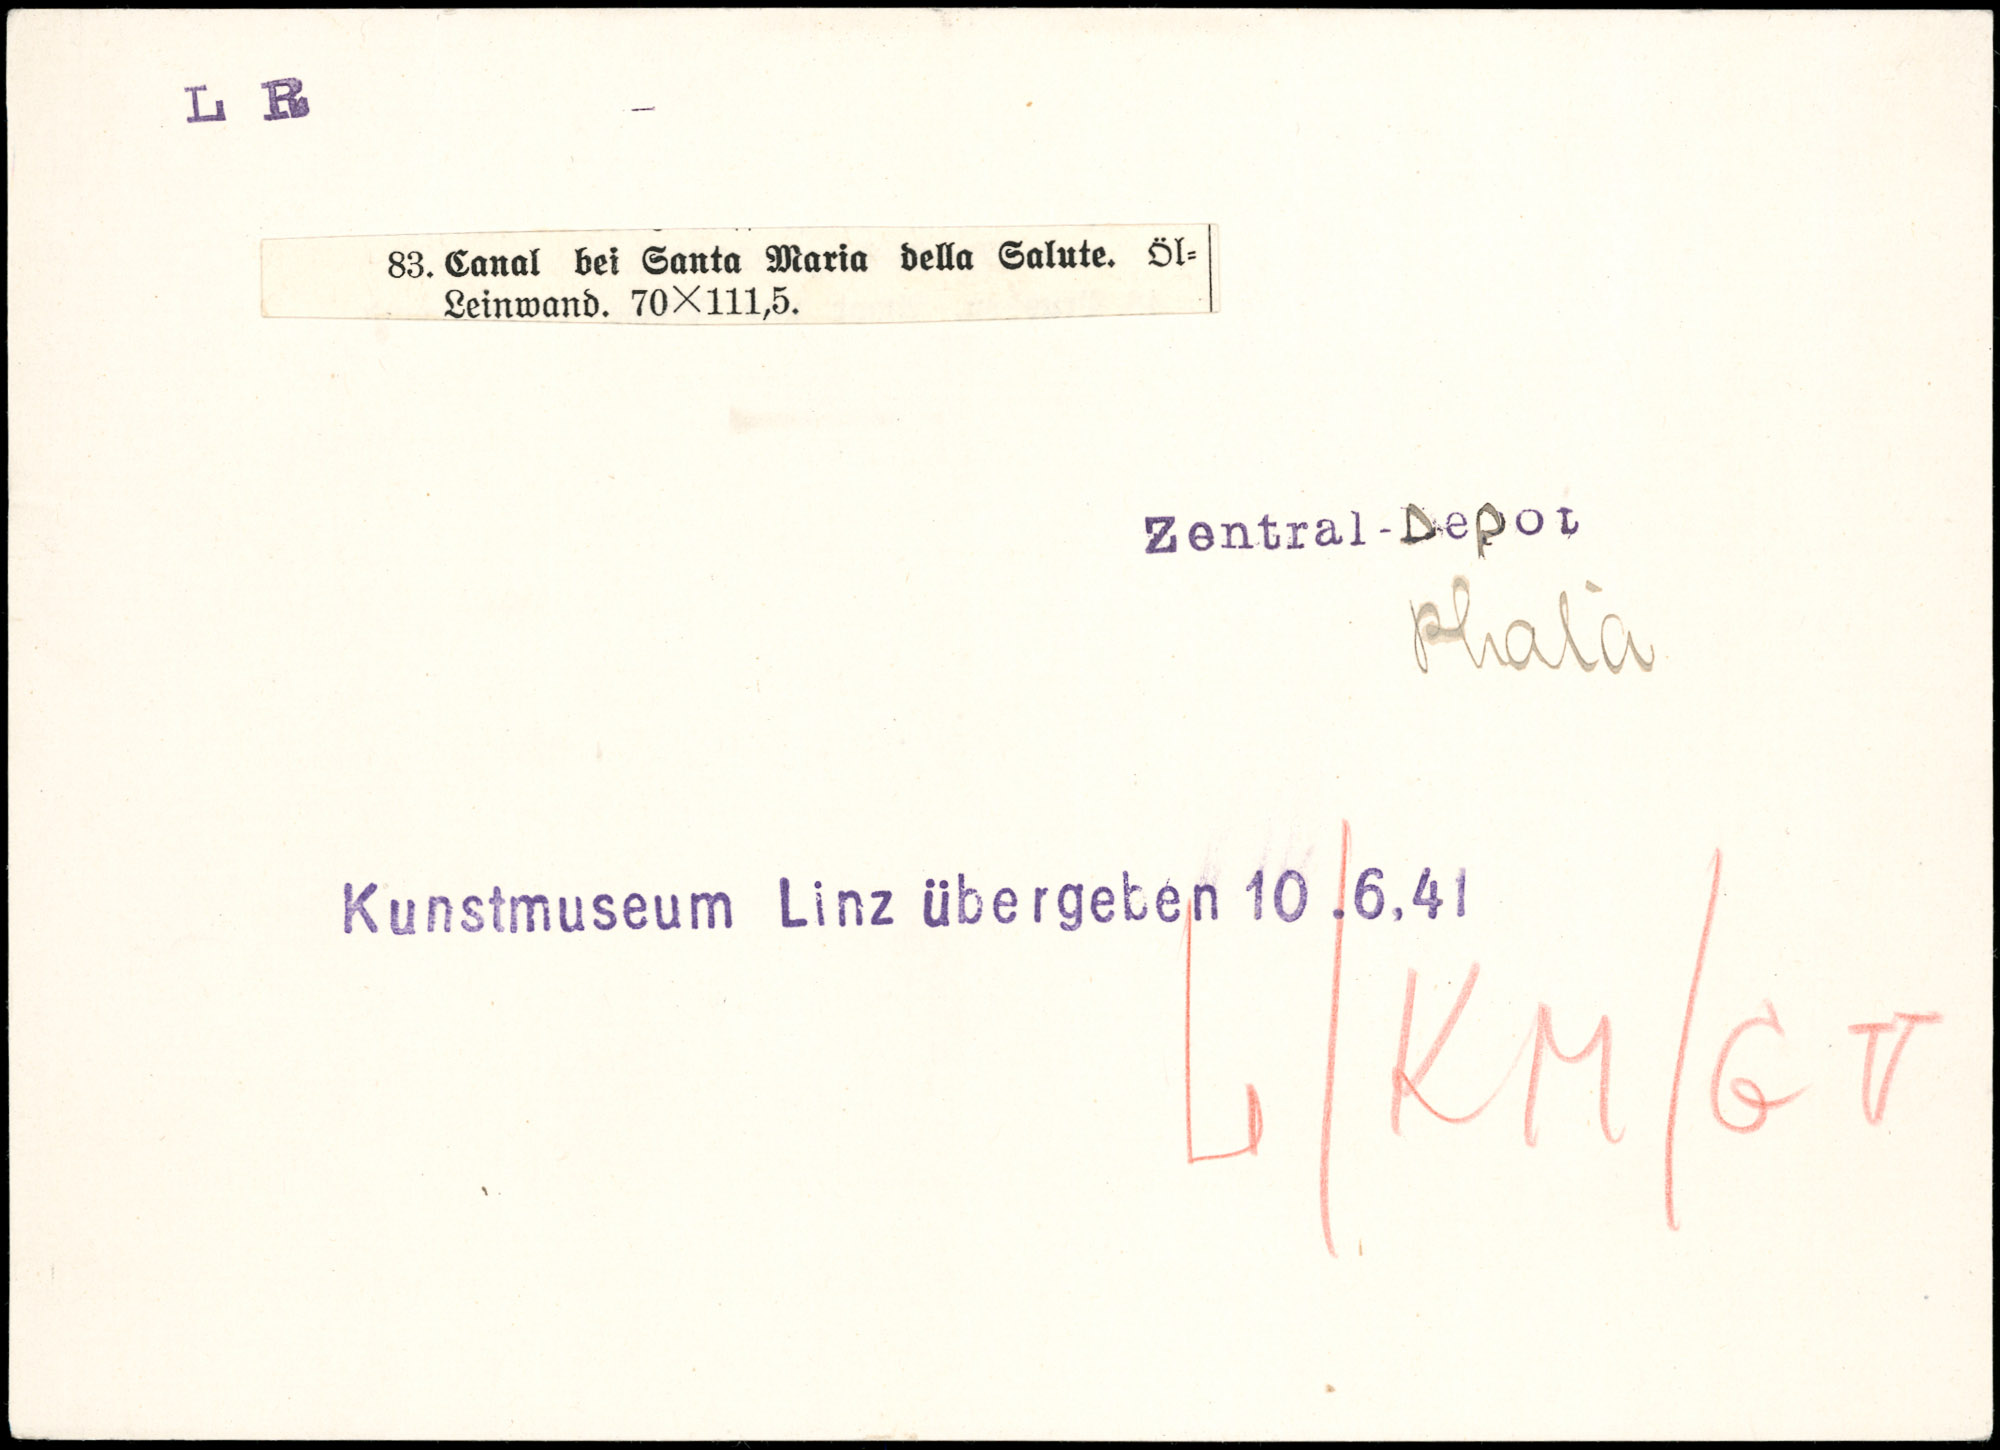 L R –
83. Canal bei Santa Maria della Salute. Öl-
Leinwand. 70×111,5.
Zentral-Depot
Kunstmuseum Linz übergeben 10.6.41
L/KM/GV